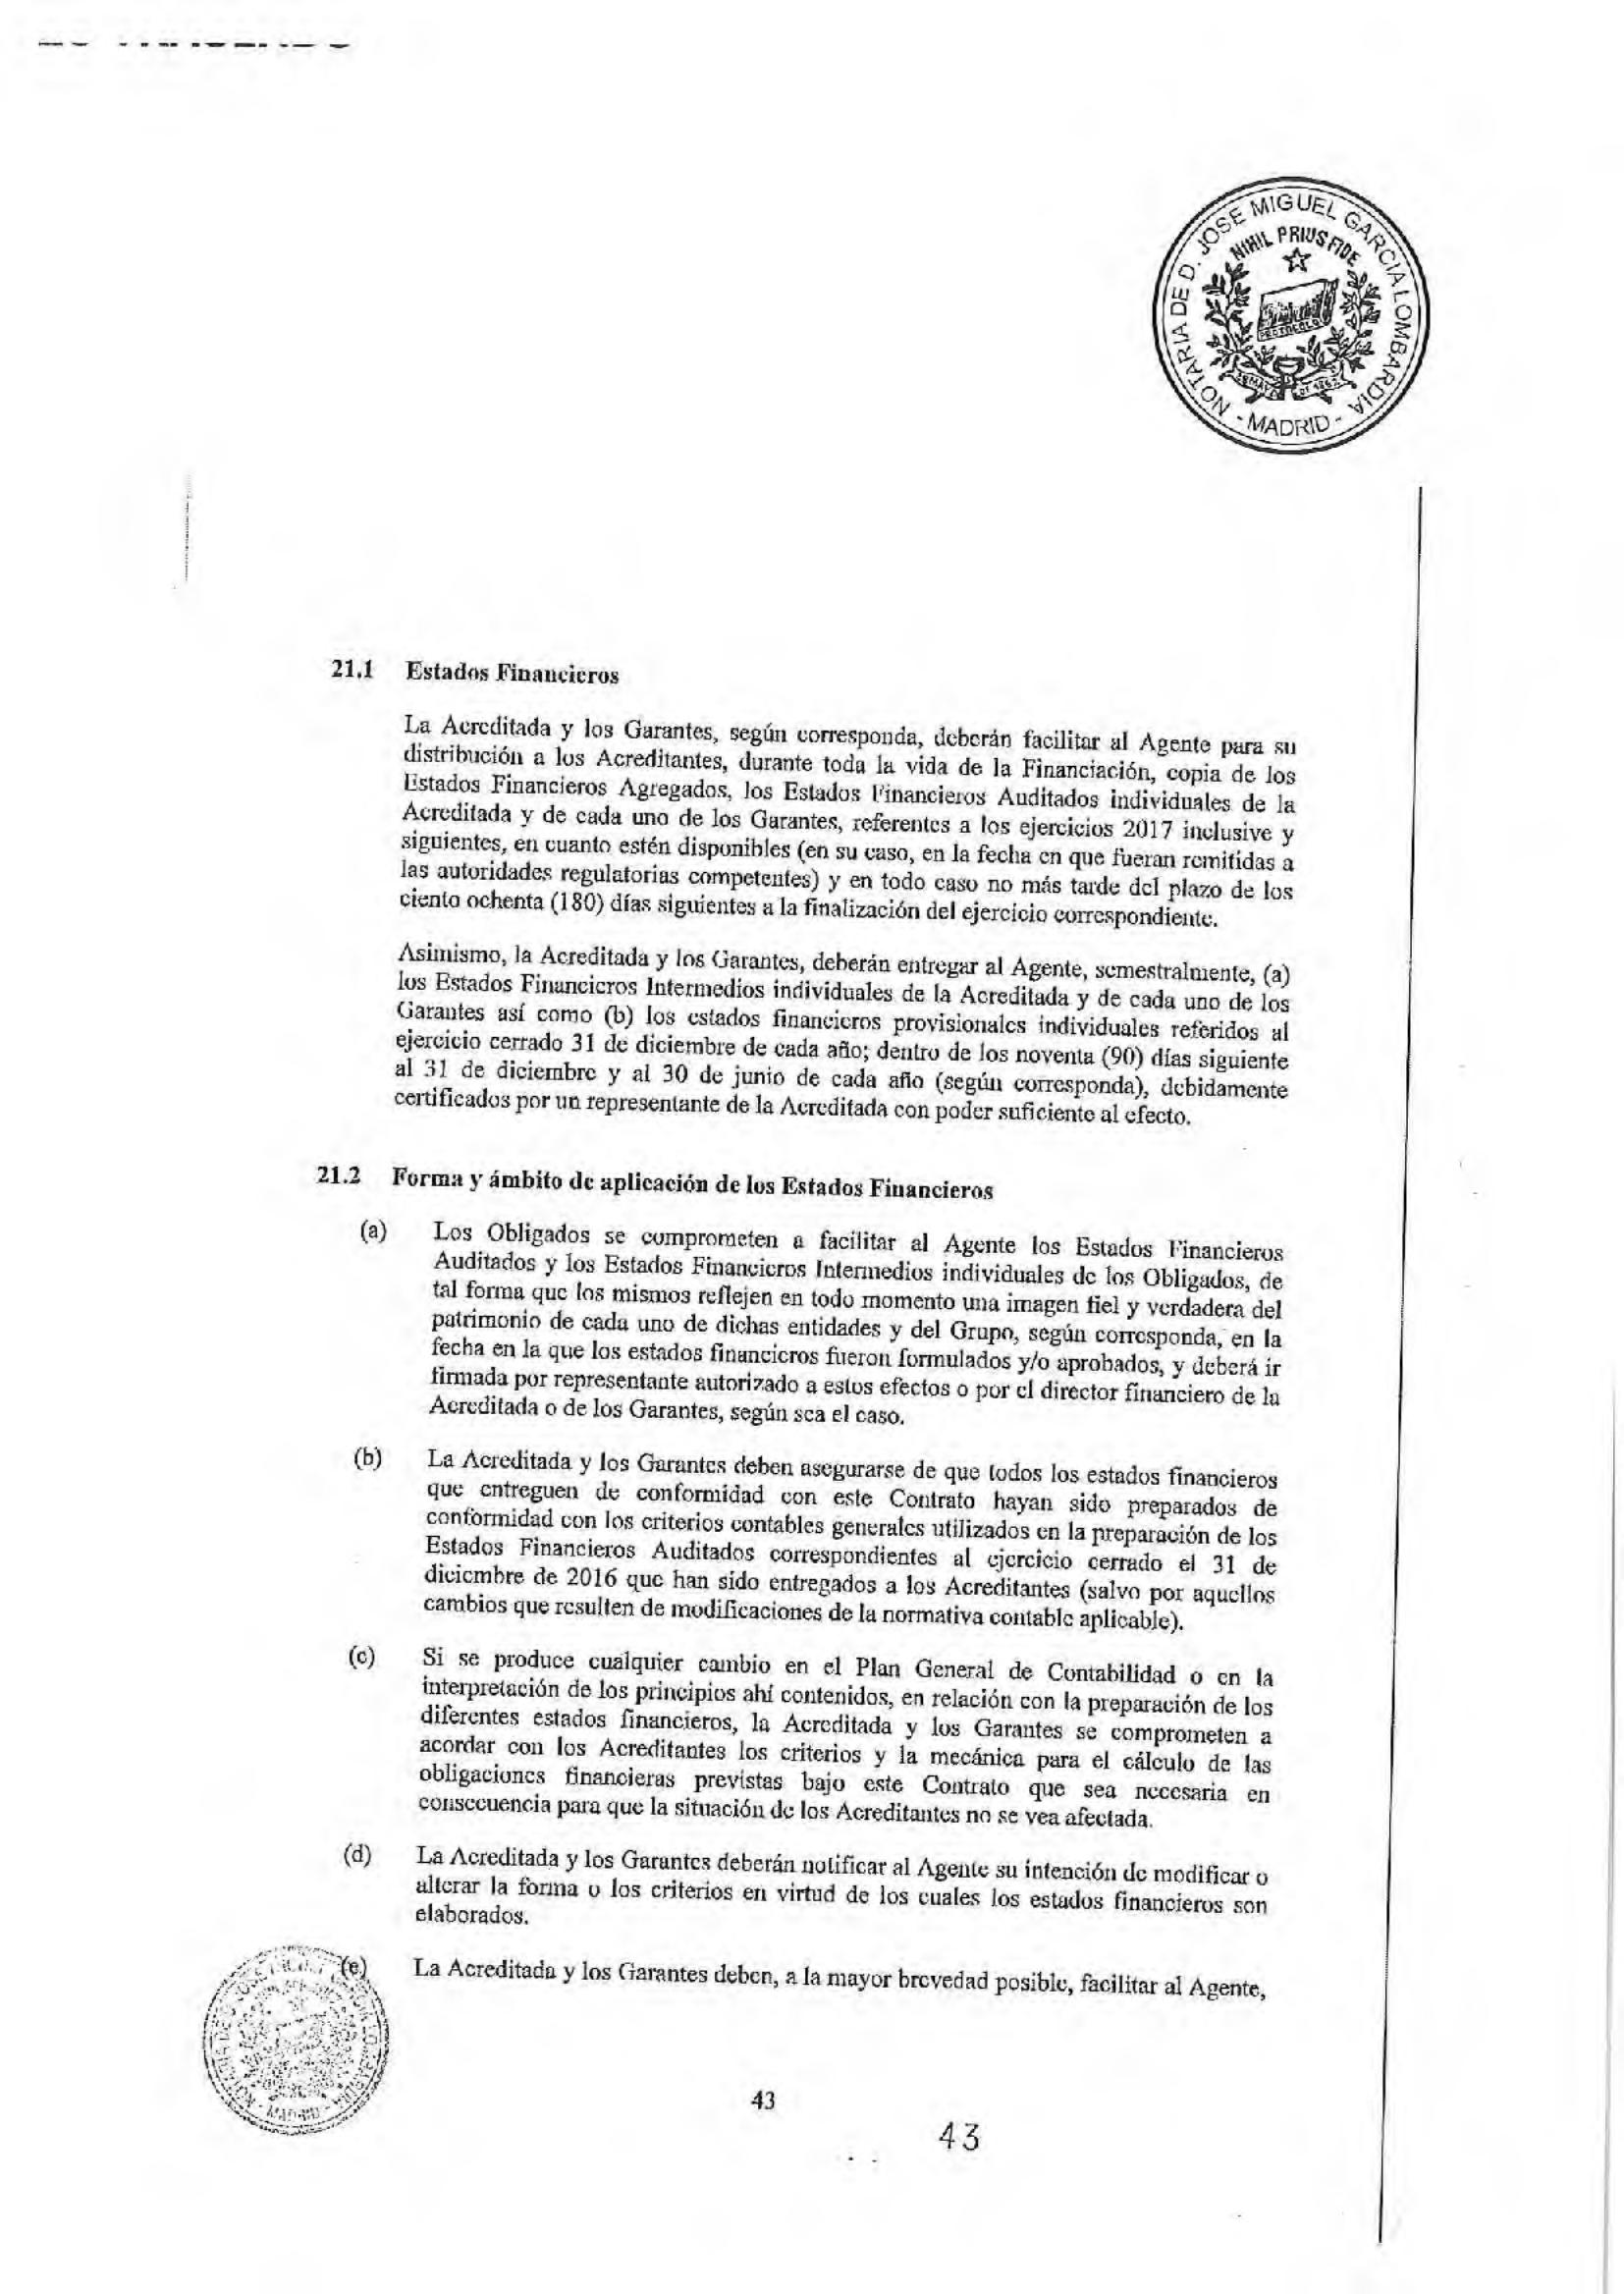 NOTARIA DE D. JOSE MIGUEL GARCIA LOMBARDIA
- MADRID -
NIHIL PRIUS FIDE
PROTOCOLO
21.1 Estados Financieros
La Acreditada y los Garantes, según corresponda, deberán facilitar al Agente para su
distribución a los Acreditantes, durante toda la vida de la Financiación, copia de los
Estados Financieros Agregados, los Estados Financieros Auditados individuales de la
Acreditada y de cada uno de los Garantes, referentes a los ejercicios 2017 inclusive y
siguientes, en cuanto estén disponibles (en su caso, en la fecha en que fueran remitidas a
las autoridades regulatorias competentes) y en todo caso no más tarde del plazo de los
ciento ochenta (180) días siguientes a la finalización del ejercicio correspondiente.
Asimismo, la Acreditada y los Garantes, deberán entregar al Agente, semestralmente, (a)
los Estados Financieros Intermedios individuales de la Acreditada y de cada uno de los
Garantes así como (b) los estados financieros provisionales individuales referidos al
ejercicio cerrado 31 de diciembre de cada año; dentro de los noventa (90) días siguiente
al 31 de diciembre y al 30 de junio de cada año (según corresponda), debidamente
certificados por un representante de la Acreditada con poder suficiente al efecto.
21.2 Forma y ámbito de aplicación de los Estados Financieros
(a) Los Obligados se comprometen a facilitar al Agente los Estados Financieros
Auditados y los Estados Financieros Intermedios individuales de los Obligados, de
tal forma que los mismos reflejen en todo momento una imagen fiel y verdadera del
patrimonio de cada uno de dichas entidades y del Grupo, según corresponda, en la
fecha en la que los estados financieros fueron formulados y/o aprobados, y deberá ir
firmada por representante autorizado a estos efectos o por el director financiero de la
Acreditada o de los Garantes, según sea el caso.
(b) La Acreditada y los Garantes deben asegurarse de que todos los estados financieros
que entreguen de conformidad con este Contrato hayan sido preparados de
conformidad con los criterios contables generales utilizados en la preparación de los
Estados Financieros Auditados correspondientes al ejercicio cerrado el 31 de
diciembre de 2016 que han sido entregados a los Acreditantes (salvo por aquellos
cambios que resulten de modificaciones de la normativa contable aplicable).
(c) Si se produce cualquier cambio en el Plan General de Contabilidad o en la
interpretación de los principios ahí contenidos, en relación con la preparación de los
diferentes estados financieros, la Acreditada y los Garantes se comprometen a
acordar con los Acreditantes los criterios y la mecánica para el cálculo de las
obligaciones financieras previstas bajo este Contrato que sea necesaria en
consecuencia para que la situación de los Acreditantes no se vea afectada.
(d) La Acreditada y los Garantes deberán notificar al Agente su intención de modificar o
alterar la forma o los criterios en virtud de los cuales los estados financieros son
elaborados.
(e) La Acreditada y los Garantes deben, a la mayor brevedad posible, facilitar al Agente,
43
43